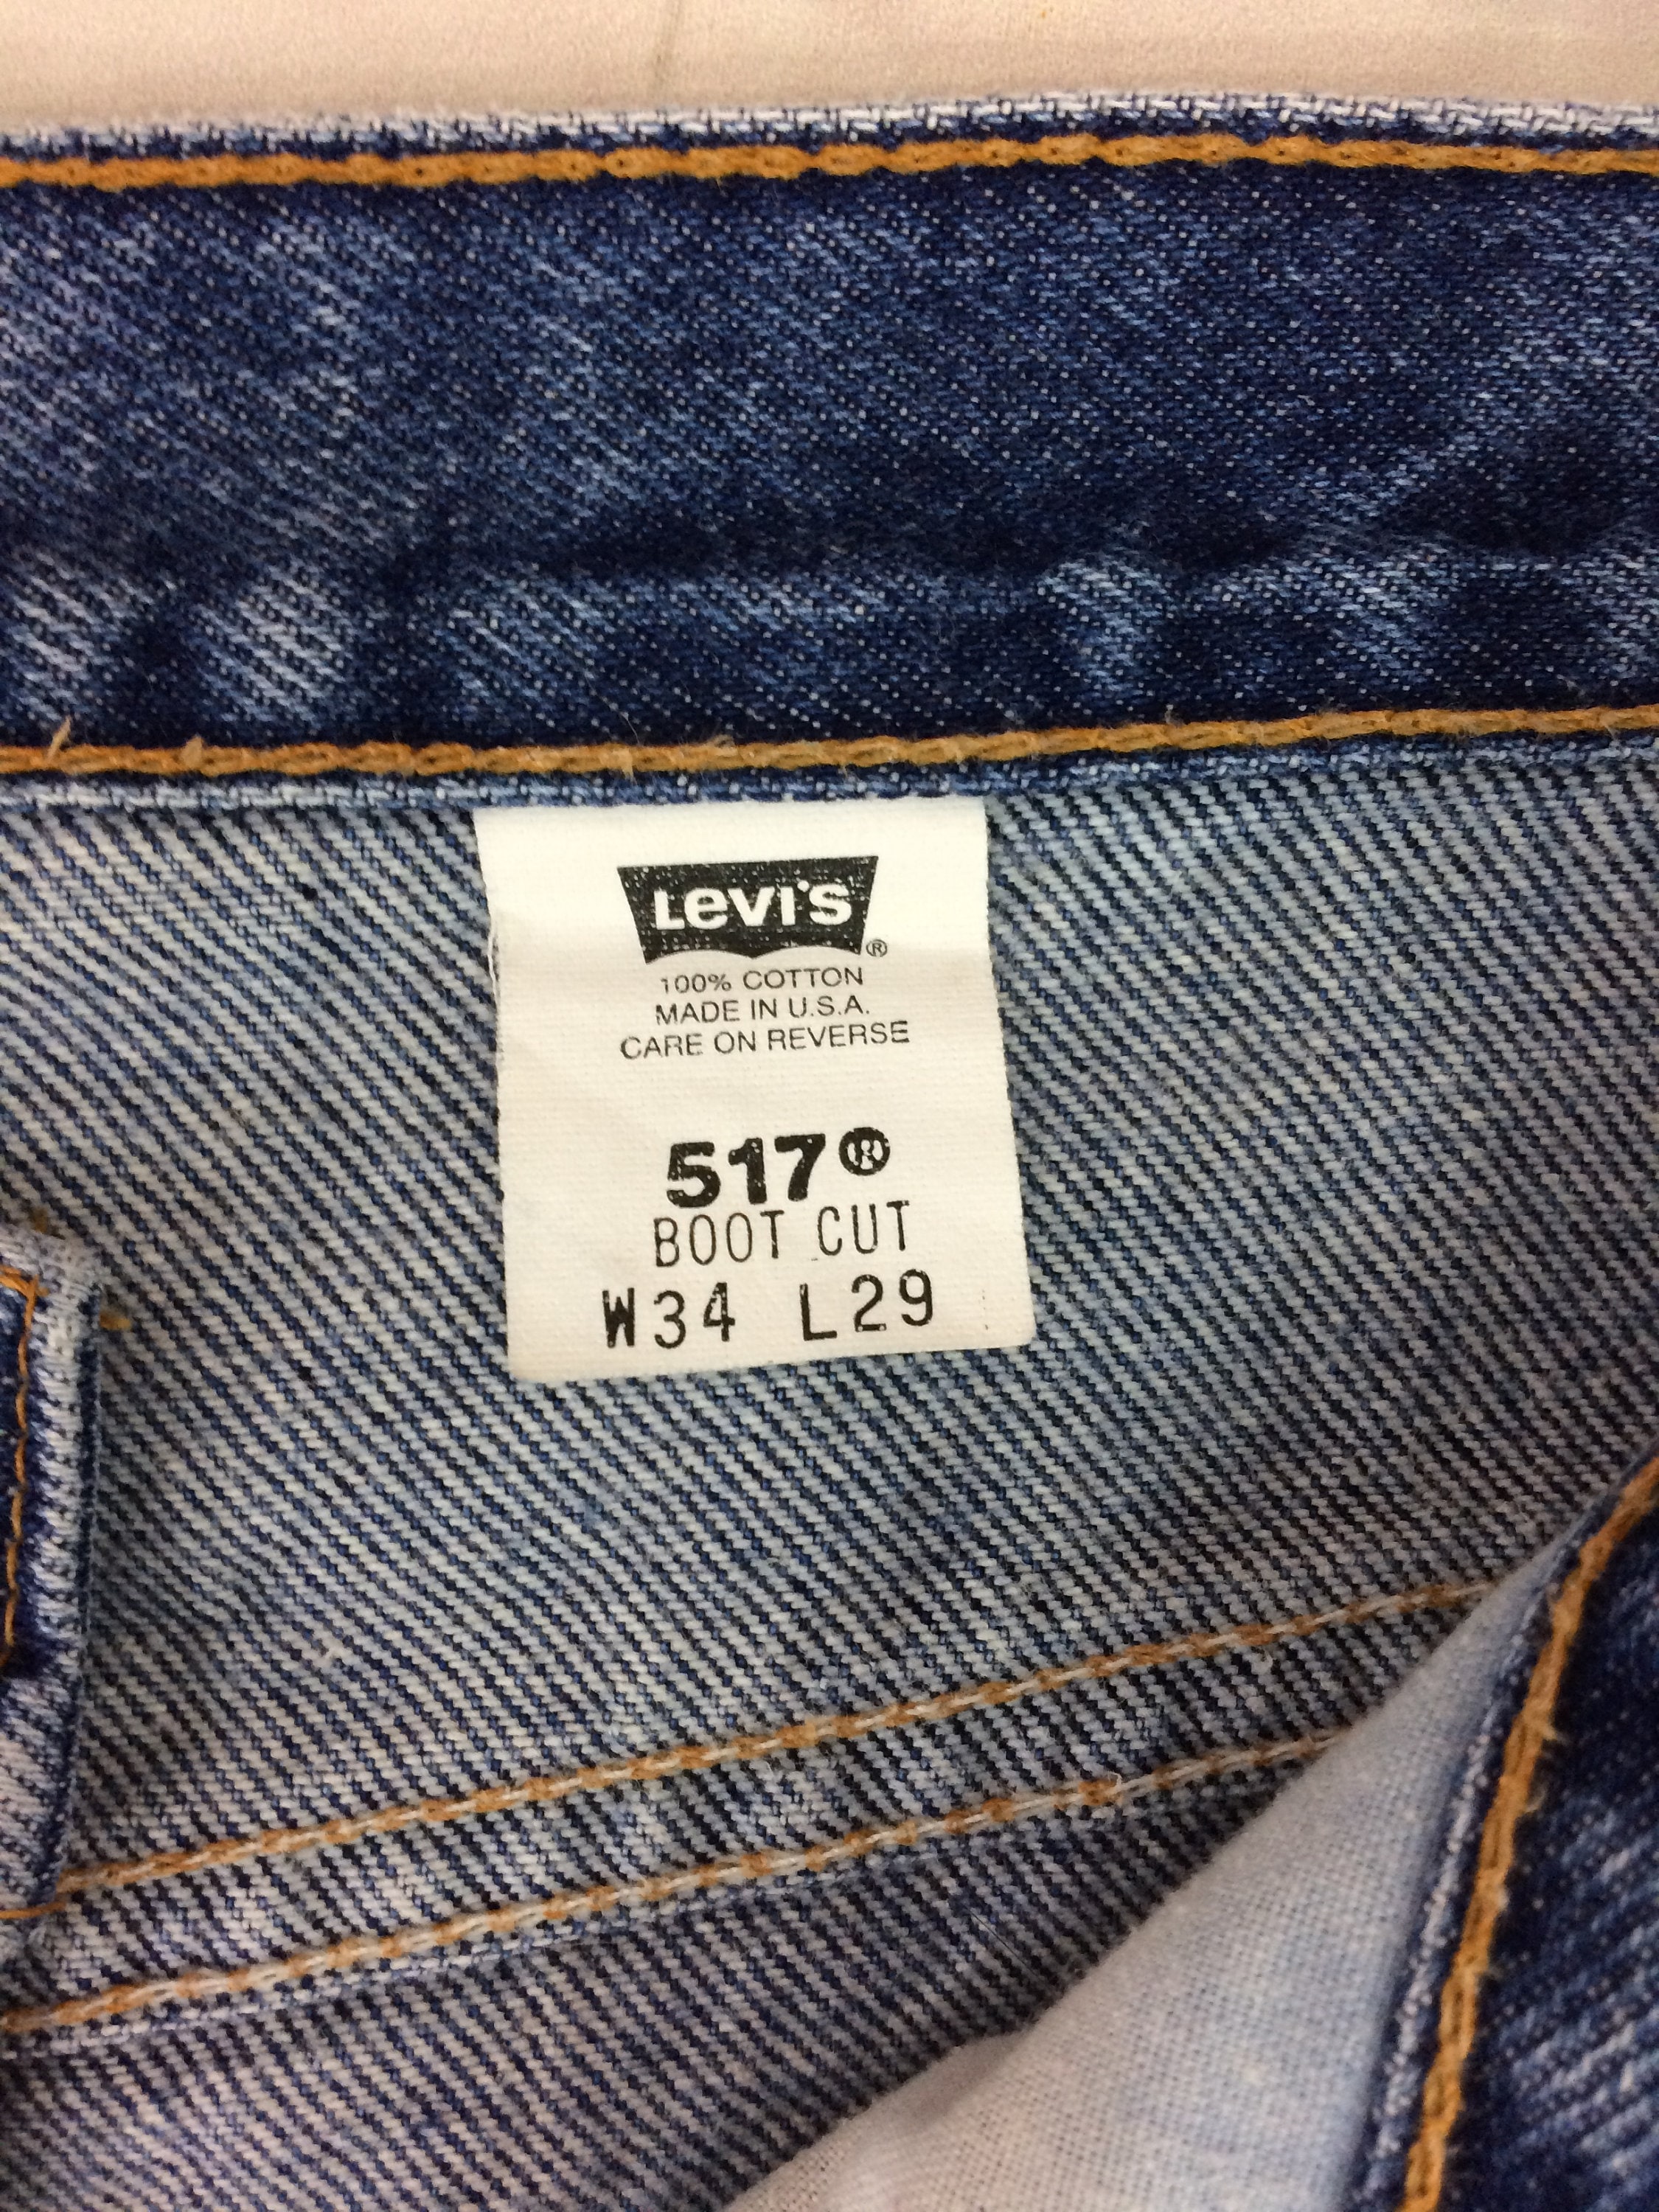 LEVI'S®
100% COTTON
MADE IN U.S.A.
CARE ON REVERSE
517®
BOOT CUT
W34 L29